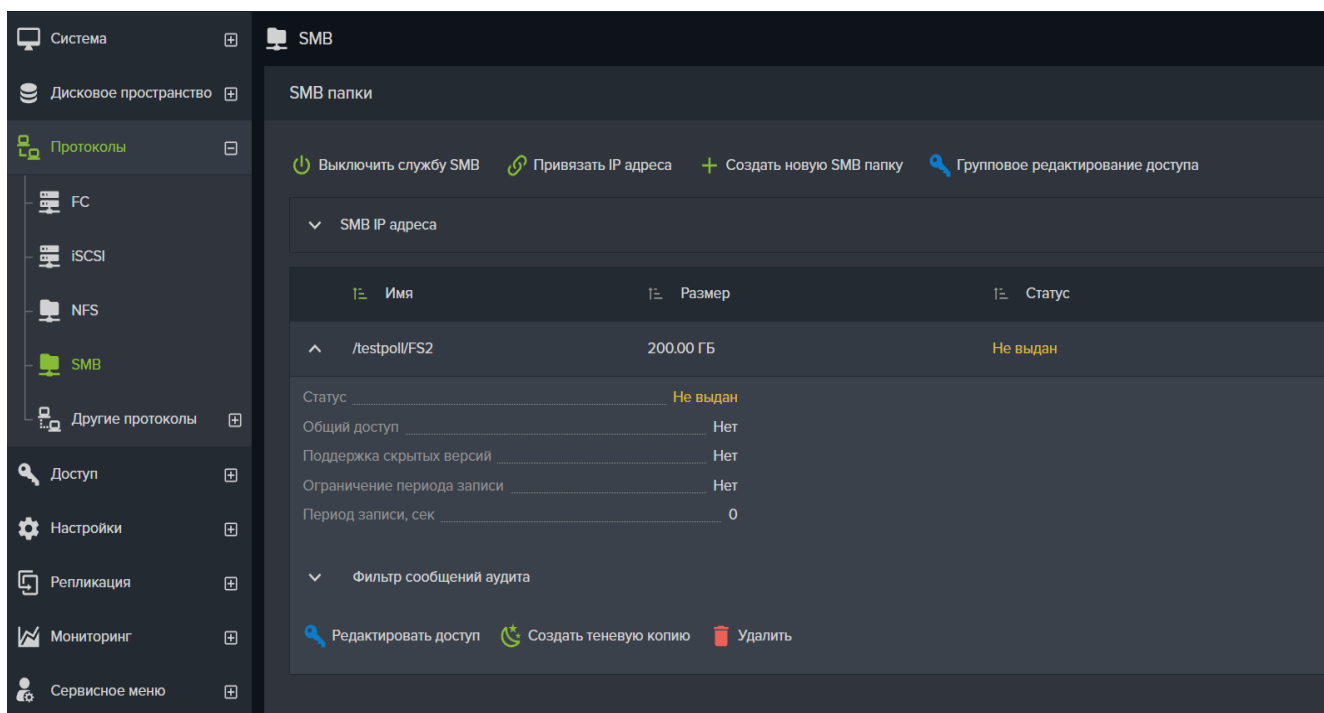 Система
SMB
Дисковое пространство
SMB папки
Протоколы
Выключить службу SMB Привязать IP адреса Создать новую SMB папку Групповое редактирование доступа
FC
SMB IP адреса
iSCSI
Имя Размер Статус
NFS
/testpoll/FS2 200.00 ГБ Не выдан
SMB
Статус Не выдан
Другие протоколы
Общий доступ Нет
Поддержка скрытых версий Нет
Доступ
Ограничение периода записи Нет
Период записи, сек 0
Настройки
Фильтр сообщений аудита
Репликация
Мониторинг
Редактировать доступ Создать теневую копию Удалить
Сервисное меню